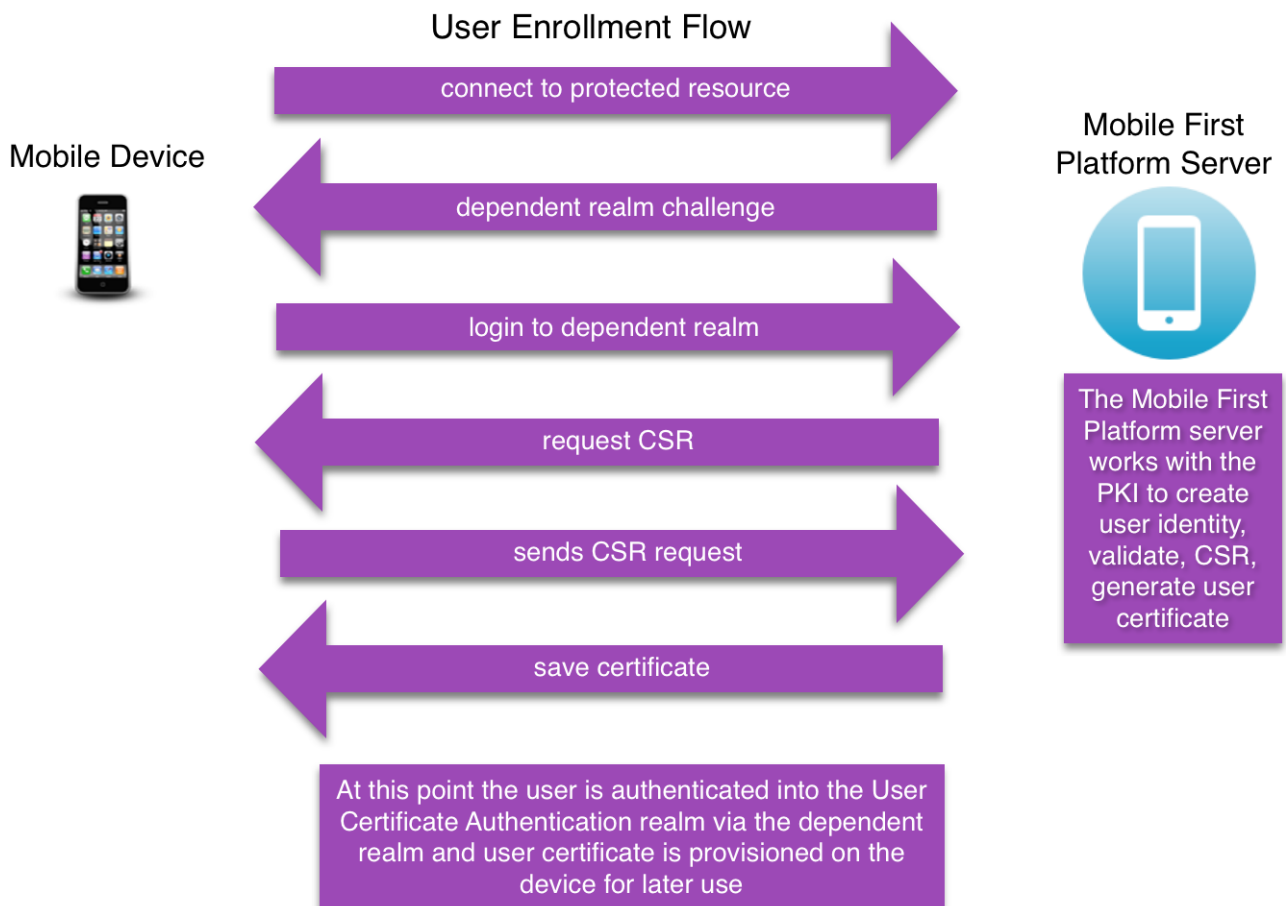 User Enrollment Flow
connect to protected resource
Mobile Device
Mobile First
Platform Server
dependent realm challenge
login to dependent realm
request CSR
sends CSR request
save certificate
The Mobile First
Platform server
works with the
PKI to create
user identity,
validate, CSR,
generate user
certificate
At this point the user is authenticated into the User
Certificate Authentication realm via the dependent
realm and user certificate is provisioned on the
device for later use